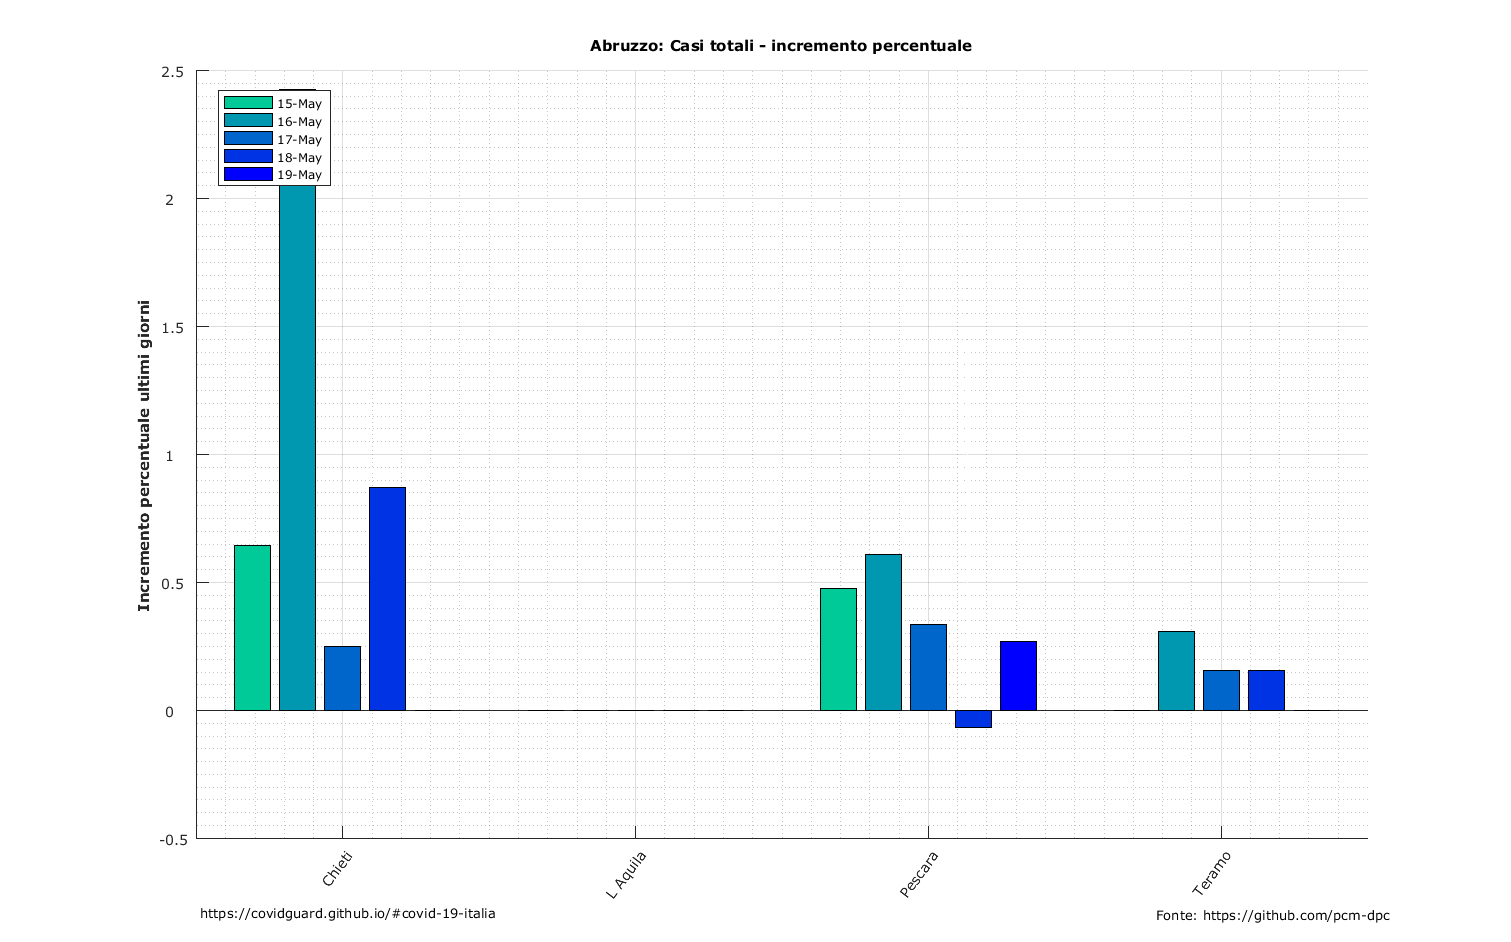 Abruzzo: Casi totali - incremento percentuale
2.5
2
1.5
1
0.5
0
-0.5
Incremento percentuale ultimi giorni
15-May
16-May
17-May
18-May
19-May
Chieti
L Aquila
Pescara
Teramo
https://covidguard.github.io/#covid-19-italia
Fonte: https://github.com/pcm-dpc